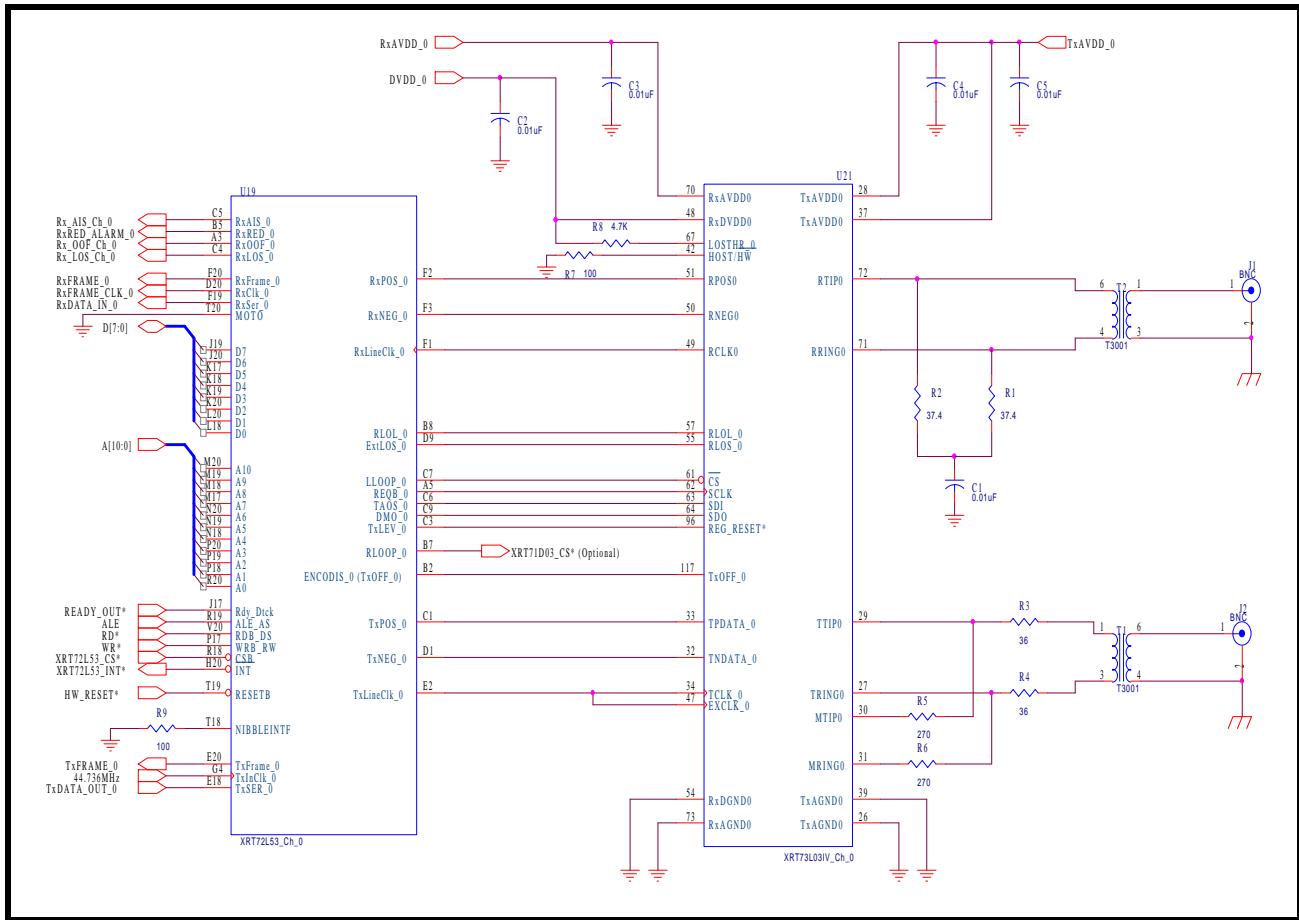 RxAVDD_0
TxAVDD_0
DVDD_0
C3
0.01uF
C4
0.01uF
C5
0.01uF
C2
0.01uF
U19
C5 RxAIS_0
B5 RxRED_0
A3 RxOOF_0
C4 RxLOS_0
F20 RxFrame_0
D20 RxClk_0
F19 RxSer_0
T20 MOTO
Rx_AIS_Ch_0
RxRED_ALARM_0
Rx_OOF_Ch_0
Rx_LOS_Ch_0
RxFRAME_0
RxFRAME_CLK_0
RxDATA_IN_0
D[7:0]
J19 D7
J20 D6
K17 D5
K18 D4
K19 D3
K20 D2
L20 D1
L18 D0
A[10:0]
M20 A10
M19 A9
M18 A8
M17 A7
N20 A6
N19 A5
N18 A4
P20 A3
P19 A2
P18 A1
R20 A0
READY_OUT* J17 Rdy_Dtck
ALE R19 ALE_AS
RD* V20 RDB_DS
WR* P17 WRB_RW
XRT72L53_CS* R18 CSB
XRT72L53_INT* H20 INT
HW_RESET* T19 RESETB
R9
100
T18 NIBBLEINTF
TxFRAME_0 E20 TxFrame_0
44.736MHz G4 TxInClk_0
TxDATA_OUT_0 E18 TxSER_0
XRT72L53_Ch_0
RxPOS_0 F2
RxNEG_0 F3
RxLineClk_0 F1
RLOL_0 B8
ExtLOS_0 D9
LLOOP_0 C7
REQB_0 A5
TAOS_0 C6
DMO_0 C9
TxLEV_0 C3
RLOOP_0 B7
XRT71D03_CS* (Optional)
ENCODIS_0 (TxOFF_0) B2
TxPOS_0 C1
TxNEG_0 D1
TxLineClk_0 E2
R8 4.7K
R7 100
U21
70 RxAVDD0
48 RxDVDD0
67 LOSTHR_0
42 HOST/HW
51 RPOS0
50 RNEG0
49 RCLK0
57 RLOL_0
55 RLOS_0
61 CS
62 SCLK
63 SDI
64 SDO
96 REG_RESET*
117 TxOFF_0
33 TPDATA_0
32 TNDATA_0
34 TCLK_0
47 EXCLK_0
54 RxDGND0
73 RxAGND0
TxAVDD0 28
TxAVDD0 37
RTIP0 72
RRING0 71
TTIP0 29
TRING0 27
MTIP0 30
MRING0 31
TxAGND0 39
TxAGND0 26
XRT73L03IV_Ch_0
R2
37.4
R1
37.4
C1
0.01uF
6 T2 1
4 3
T3001
J1
BNC
1
2
R3
36
R4
36
R5
270
R6
270
1 T1 6
3 4
T3001
J2
BNC
1
2